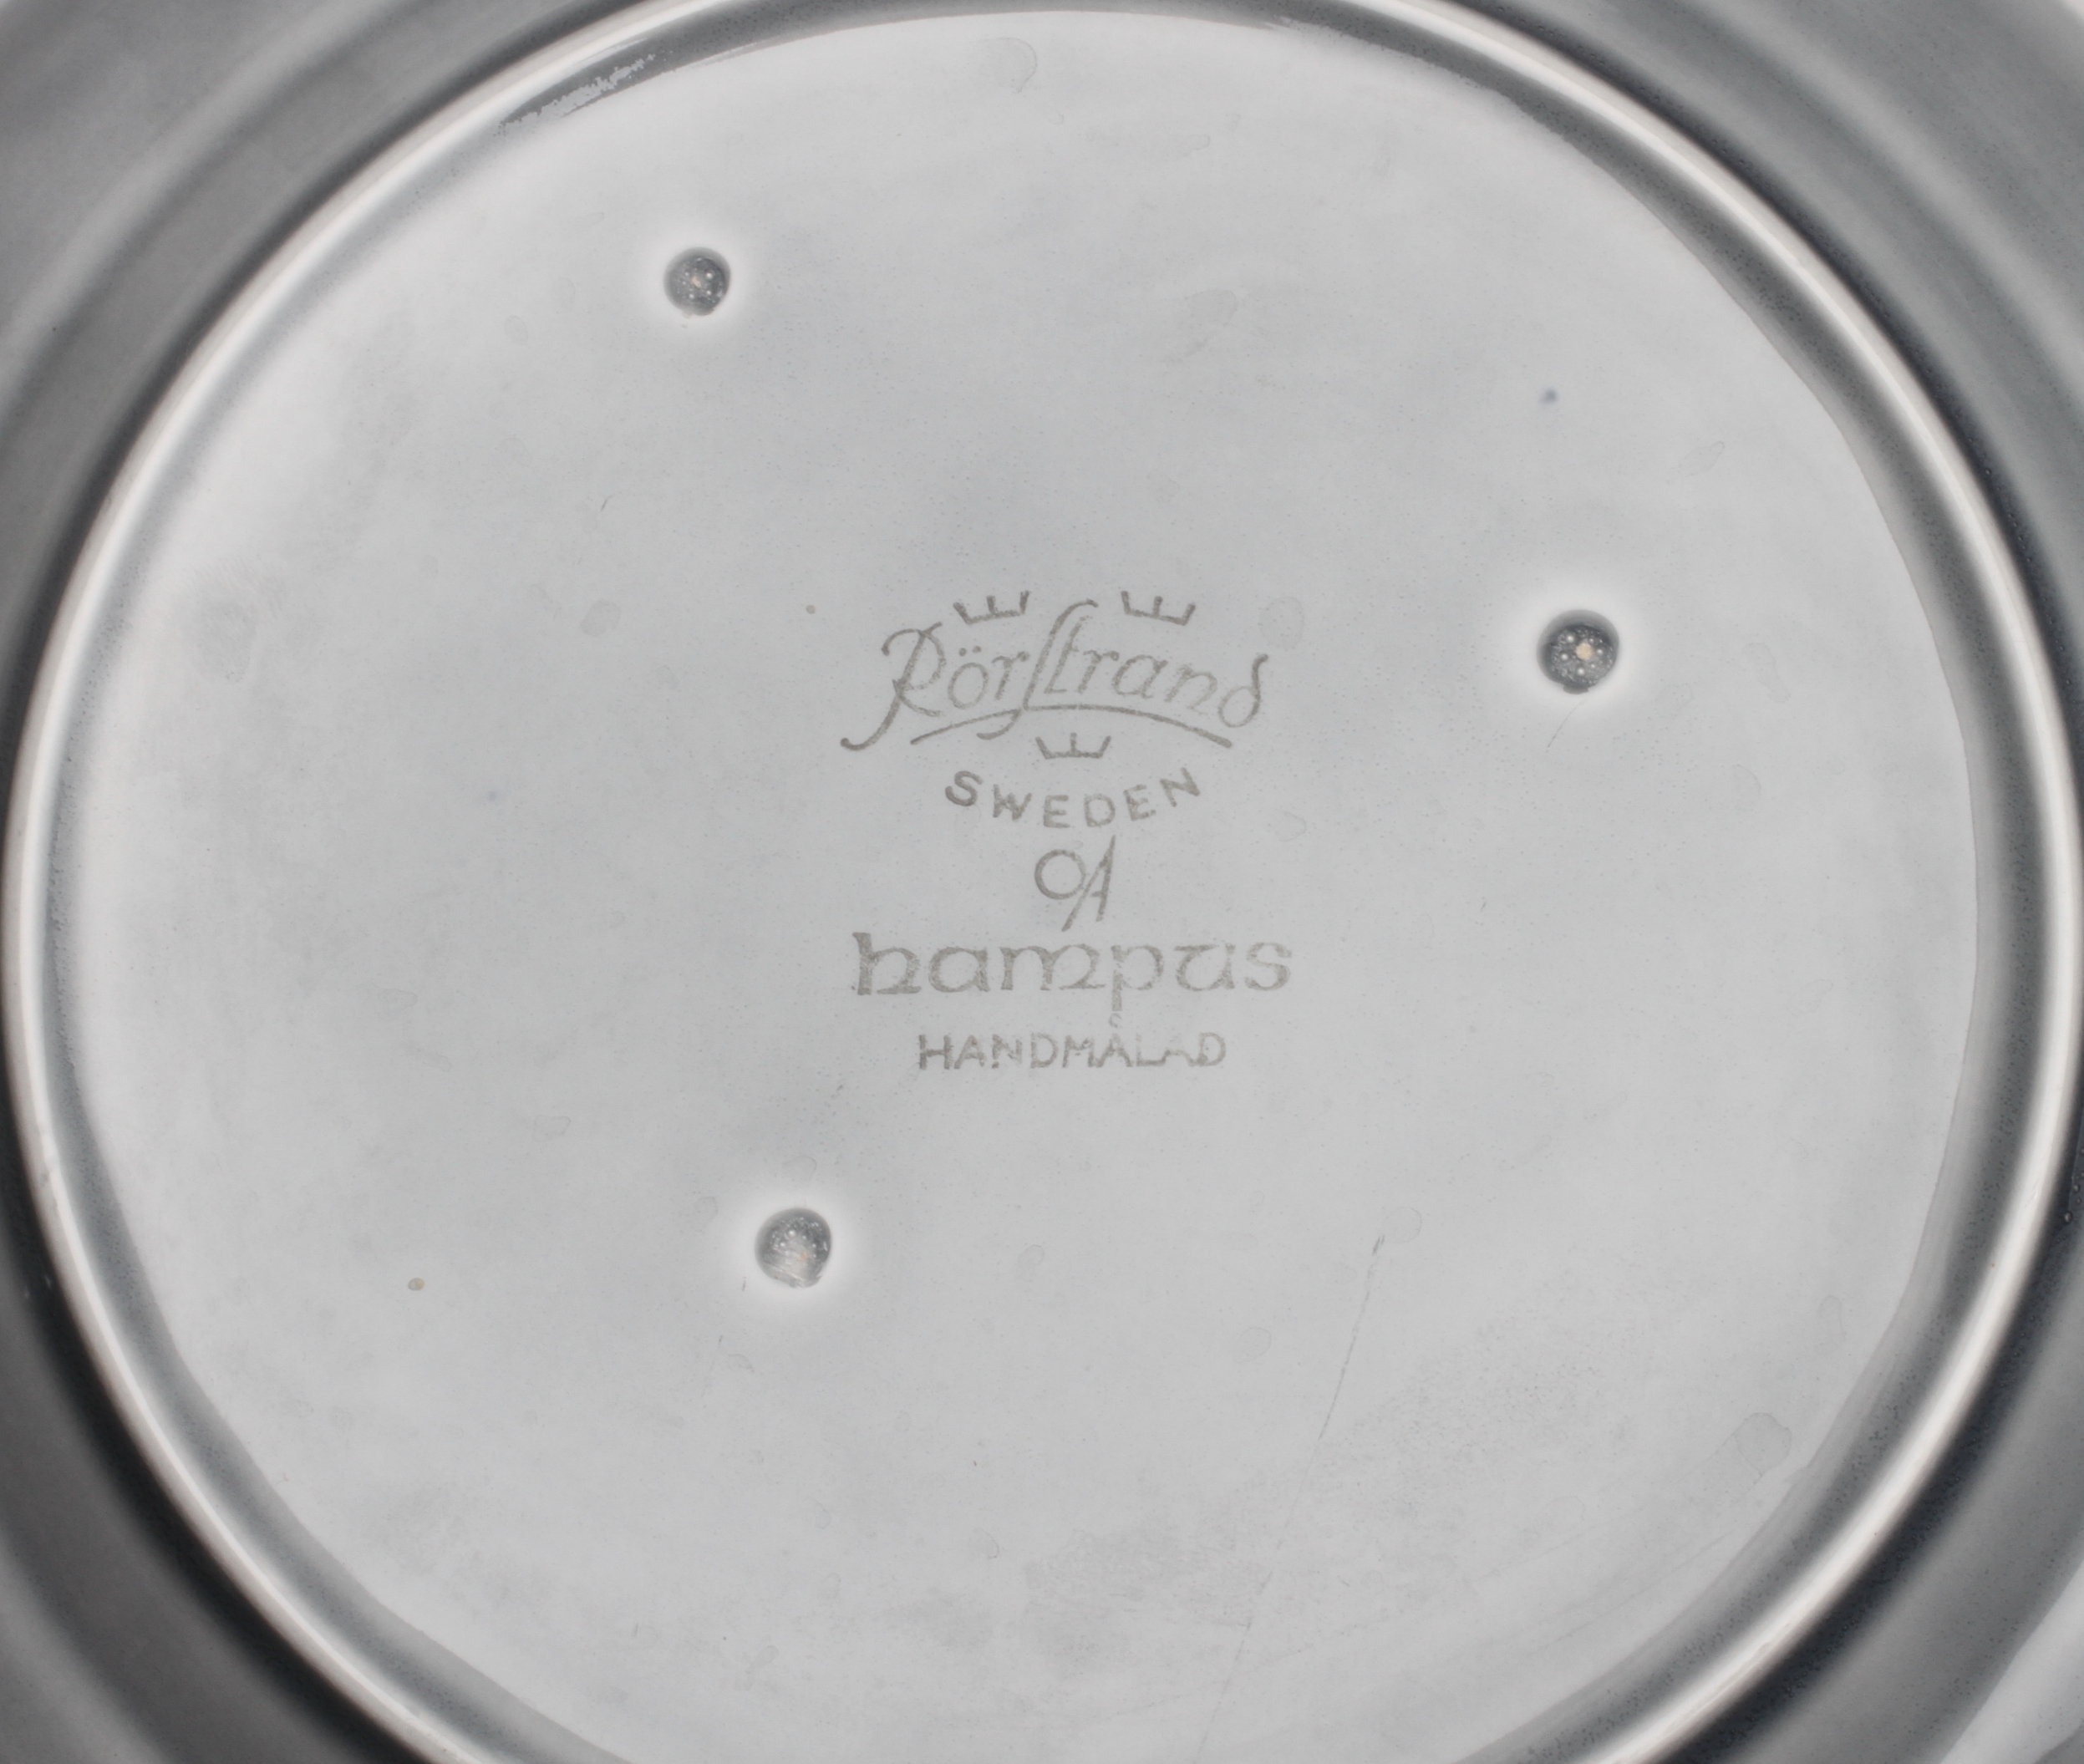 Rörstrand
SWEDEN
OA
hampus
HANDMÅLAD